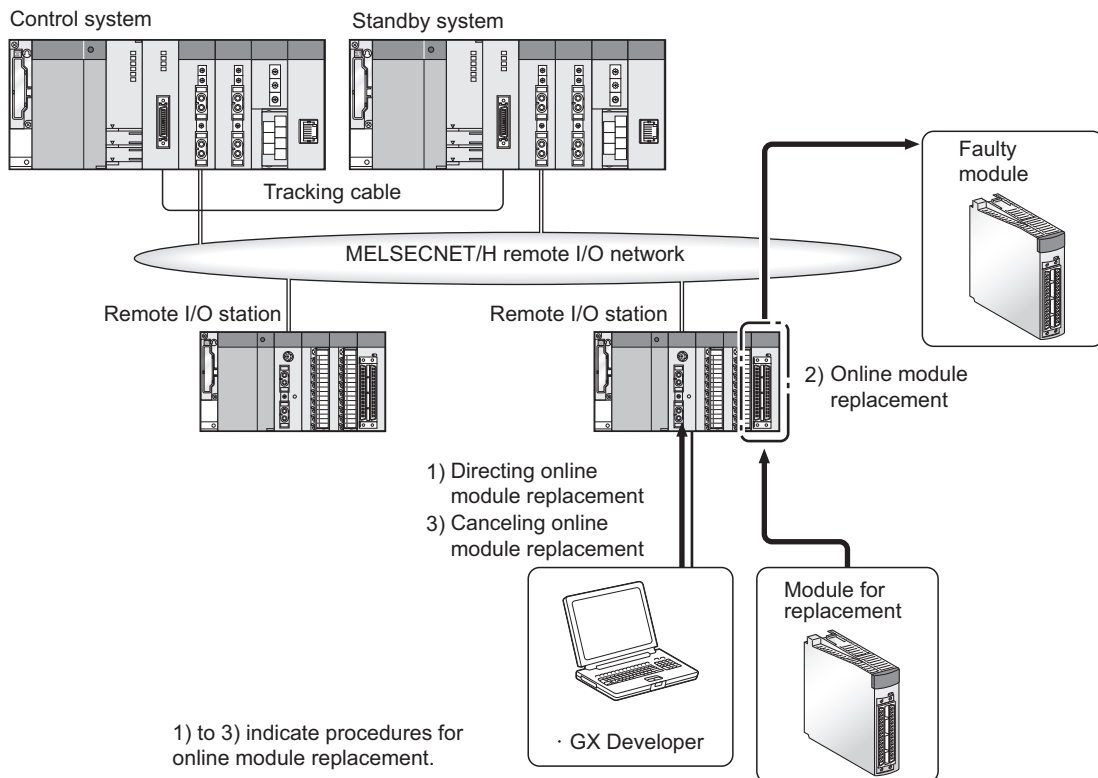 Control system
Standby system
Tracking cable
MELSECNET/H remote I/O network
Faulty
module
Remote I/O station
Remote I/O station
2) Online module
replacement
1) Directing online
module replacement
3) Canceling online
module replacement
Module for
replacement
· GX Developer
1) to 3) indicate procedures for
online module replacement.